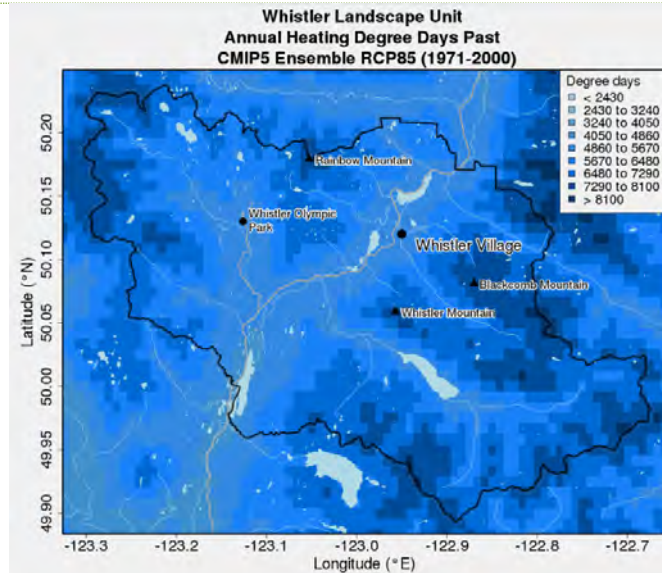 Whistler Landscape Unit
Annual Heating Degree Days Past
CMIP5 Ensemble RCP85 (1971-2000)
Degree days
< 2430
2430 to 3240
3240 to 4050
4050 to 4860
4860 to 5670
5670 to 6480
6480 to 7290
7290 to 8100
> 8100
Rainbow Mountain
Whistler Olympic
Park
Whistler Village
Blackcomb Mountain
Whistler Mountain
Latitude (°N)
50.20
50.15
50.10
50.05
50.00
49.95
49.90
-123.3 -123.2 -123.1 -123.0 -122.9 -122.8 -122.7
Longitude (°E)